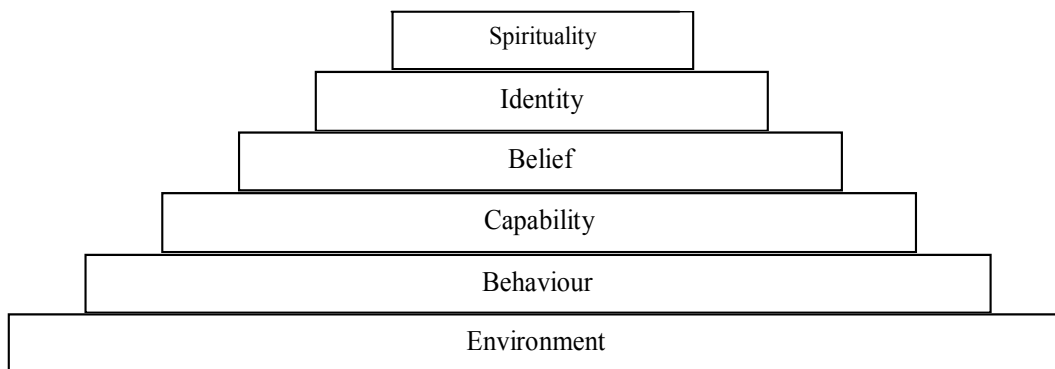 Spirituality
Identity
Belief
Capability
Behaviour
Environment